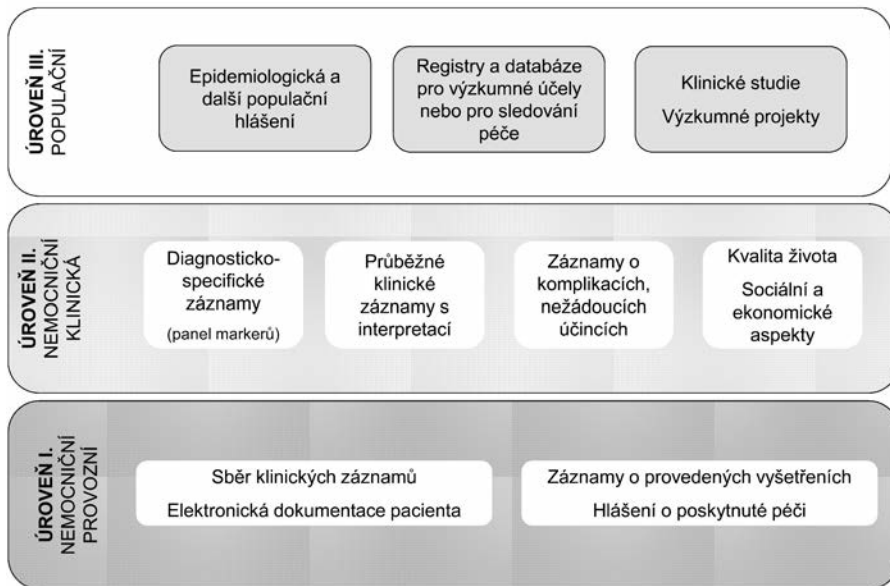 ÚROVEŇ III.
POPULAČNÍ
Epidemiologická a
další populační
hlášení
Registry a databáze
pro výzkumné účely
nebo pro sledování
péče
Klinické studie
Výzkumné projekty
ÚROVEŇ II.
NEMOCNIČNÍ
KLINICKÁ
Diagnosticko-
specifické
záznamy
(panel markerů)
Průběžné
klinické
záznamy s
interpretací
Záznamy o
komplikacích,
nežádoucích
účincích
Kvalita života
Sociální a
ekonomické
aspekty
ÚROVEŇ I.
NEMOCNIČNÍ
PROVOZNÍ
Sběr klinických záznamů
Elektronická dokumentace pacienta
Záznamy o provedených vyšetřeních
Hlášení o poskytnuté péči